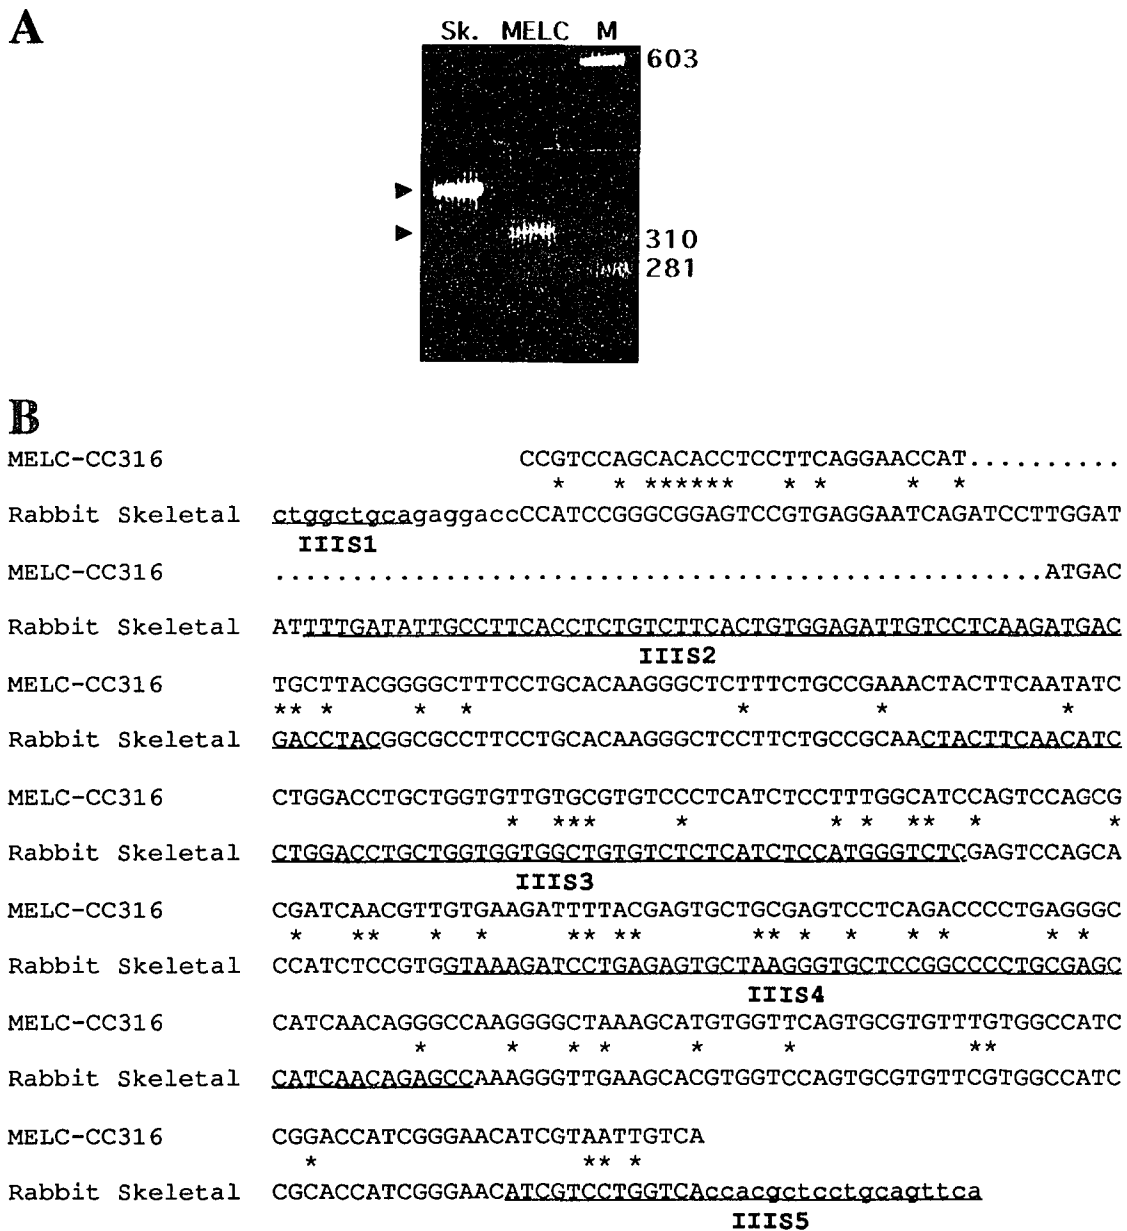 A
Sk. MELC M
603
310
281
B
MELC-CC316 CCGTCCAGCACACCTCCTTCAGGAACCAT..........
* * ****** * * * *
Rabbit Skeletal ctggctgcagaggaccCCATCCGGGCGGAGTCCGTGAGGAATCAGATCCTTGGAT
IIIS1
MELC-CC316 ..................................................ATGAC
Rabbit Skeletal ATTTTGATATTGCCTTCACCTCTGTCTTCACTGTGGAGATTGTCCTCAAGATGAC
IIIS2
MELC-CC316 TGCTTACGGGGCTTTCCTGCACAAGGGCTCTTTCTGCCGAAACTACTTCAATATC
** * * * * * *
Rabbit Skeletal GACCTACGGCGCCTTCCTGCACAAGGGCTCCTTCTGCCGCAACTACTTCAACATC
MELC-CC316 CTGGACCTGCTGGTGTTGTGCGTGTCCCTCATCTCCTTTGGCATCCAGTCCAGCG
* *** * * * ** * *
Rabbit Skeletal CTGGACCTGCTGGTGGTGGCTGTGTCTCTCATCTCCATGGGTCTCGAGTCCAGCA
IIIS3
MELC-CC316 CGATCAACGTTGTGAAGATTTTACGAGTGCTGCGAGTCCTCAGACCCCTGAGGGC
* ** * * ** ** ** * * * * * *
Rabbit Skeletal CCATCTCCGTGGTAAAGATCCTGAGAGTGCTAAGGGTGCTCCGGCCCCTGCGAGC
IIIS4
MELC-CC316 CATCAACAGGGCCAAGGGGCTAAAGCATGTGGTTCAGTGCGTGTTTGTGGCCATC
* * * * * * **
Rabbit Skeletal CATCAACAGAGCCAAAGGGTTGAAGCACGTGGTCCAGTGCGTGTTCGTGGCCATC
MELC-CC316 CGGACCATCGGGAACATCGTAATTGTCA
* ** *
Rabbit Skeletal CGCACCATCGGGAACATCGTCCTGGTCAccacgctcctgcagttca
IIIS5